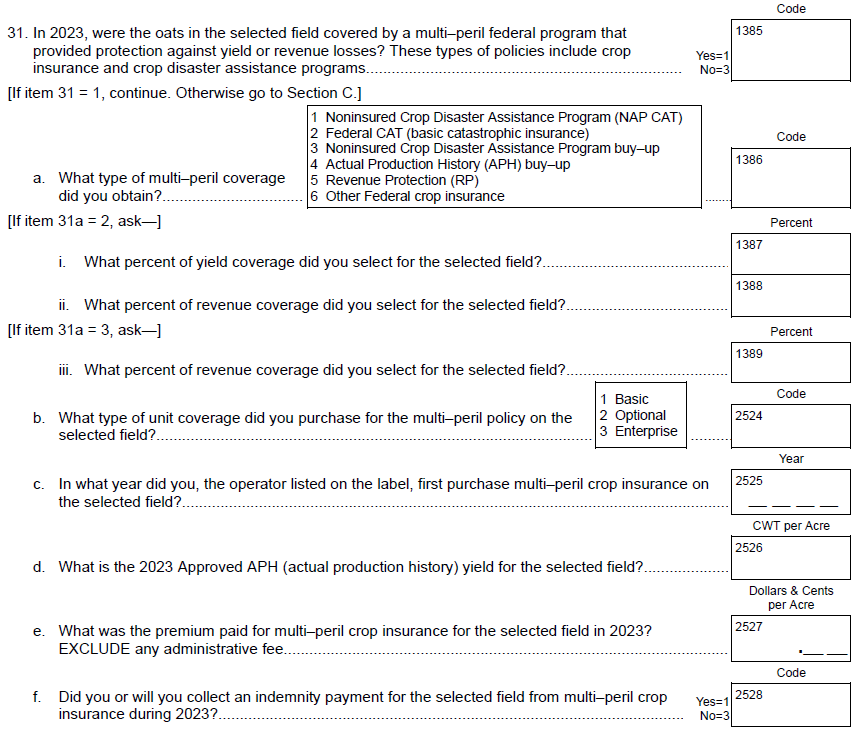 Code
31. In 2023, were the oats in the selected field covered by a multi–peril federal program that
provided protection against yield or revenue losses? These types of policies include crop
insurance and crop disaster assistance programs.......................................................................... Yes=1
No=3
1385
[If item 31 = 1, continue. Otherwise go to Section C.]
1 Noninsured Crop Disaster Assistance Program (NAP CAT)
2 Federal CAT (basic catastrophic insurance)
3 Noninsured Crop Disaster Assistance Program buy–up
4 Actual Production History (APH) buy–up
5 Revenue Protection (RP)
6 Other Federal crop insurance
Code
1386
a. What type of multi–peril coverage
did you obtain?.................................
[If item 31a = 2, ask—]
Percent
i. What percent of yield coverage did you select for the selected field?...........................................
1387
ii. What percent of revenue coverage did you select for the selected field?......................................
1388
[If item 31a = 3, ask—]
Percent
iii. What percent of revenue coverage did you select for the selected field?......................................
1389
Code
b. What type of unit coverage did you purchase for the multi–peril policy on the
selected field?.....................................................................................................
1 Basic
2 Optional
3 Enterprise
2524
Year
c. In what year did you, the operator listed on the label, first purchase multi–peril crop insurance on
the selected field?................................................................................................................................
2525
__ __ __ __
CWT per Acre
d. What is the 2023 Approved APH (actual production history) yield for the selected field?....................
2526
Dollars & Cents
per Acre
e. What was the premium paid for multi–peril crop insurance for the selected field in 2023?
EXCLUDE any administrative fee.........................................................................................................
2527
.__ __
Code
f. Did you or will you collect an indemnity payment for the selected field from multi–peril crop
insurance during 2023?............................................................................................................. Yes=1
No=3
2528